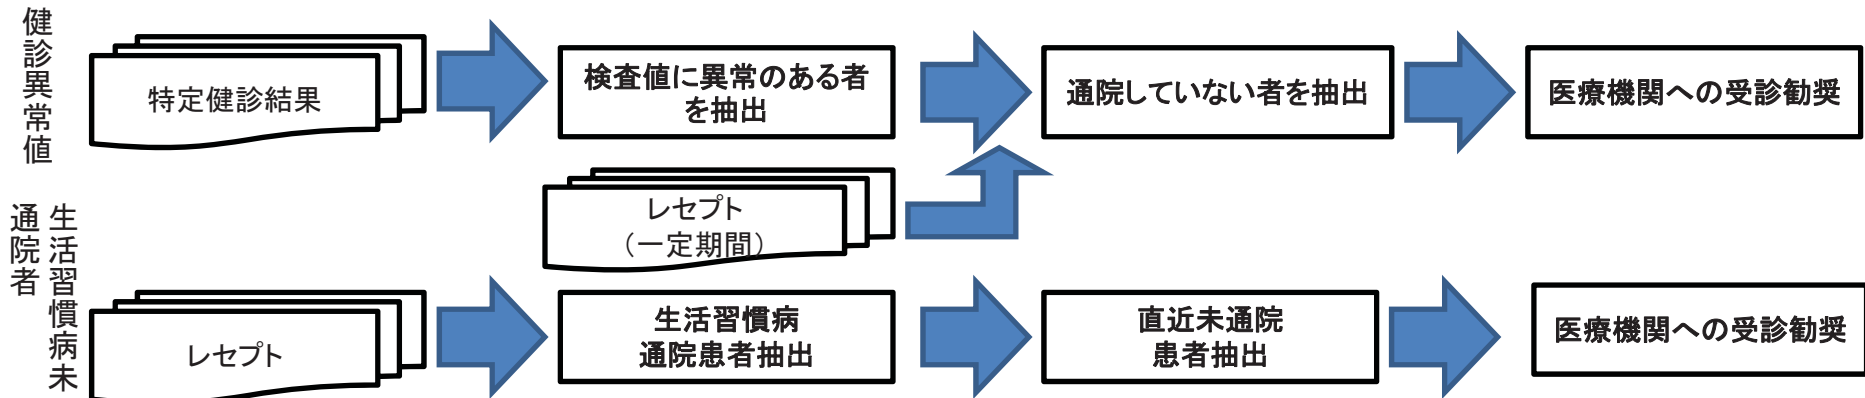 健診異常値
特定健診結果
検査値に異常のある者
を抽出
通院していない者を抽出
医療機関への受診勧奨
レセプト
（一定期間）
生活習慣病未
通院者
レセプト
生活習慣病
通院患者抽出
直近未通院
患者抽出
医療機関への受診勧奨